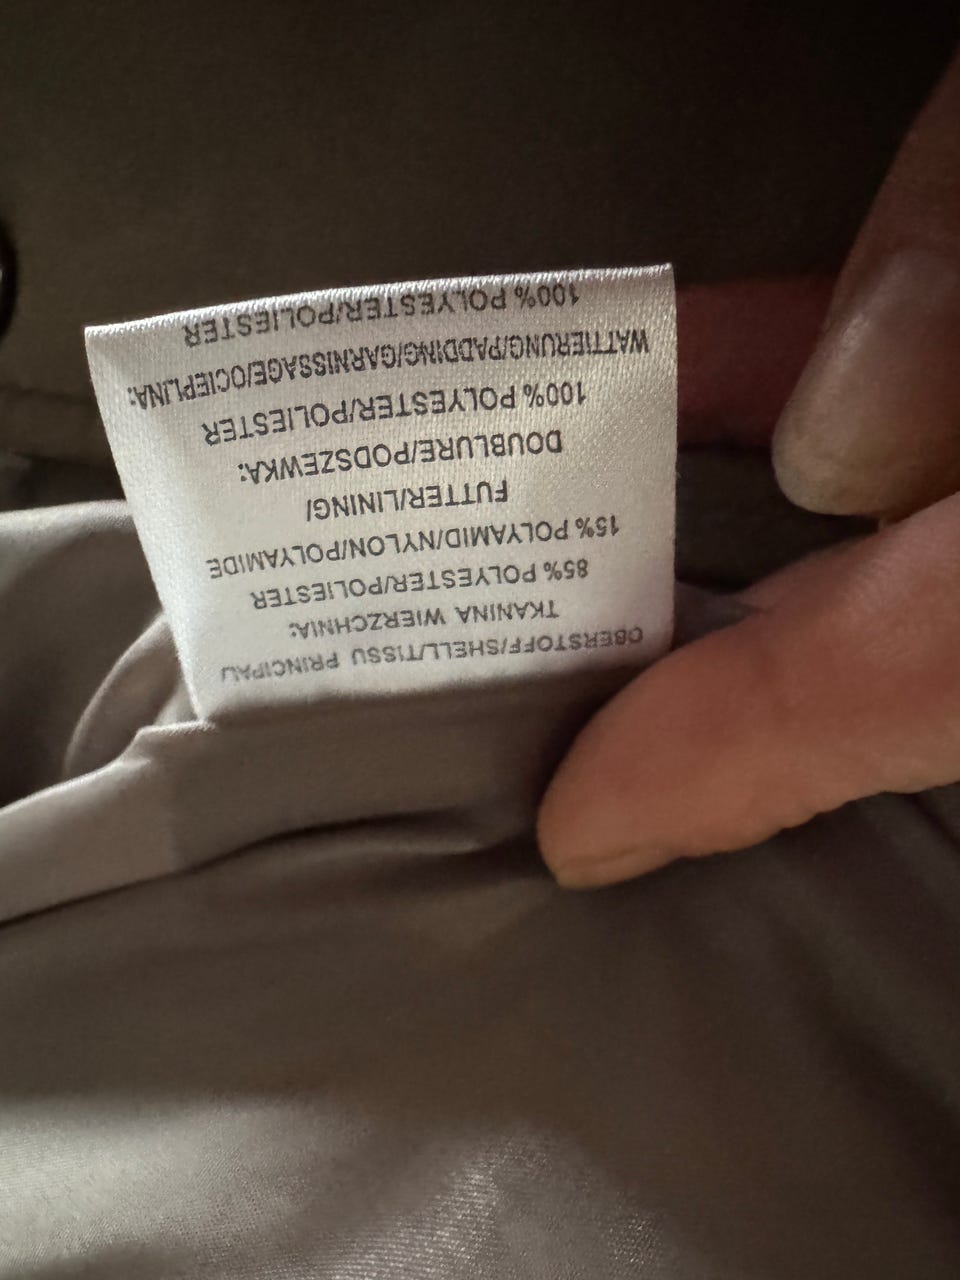 OBERSTOFF/SHELL/TISSU PRINCIPAL/
TKANINA WIERZCHNIA:
85% POLYESTER/POLIESTER
15% POLYAMID/NYLON/POLYAMIDE
FUTTER/LINING/
DOUBLURE/PODSZEWKA:
100% POLYESTER/POLIESTER
WATTIERUNG/PADDING/GARNISSAGE/OCIEPLINA:
100% POLYESTER/POLIESTER